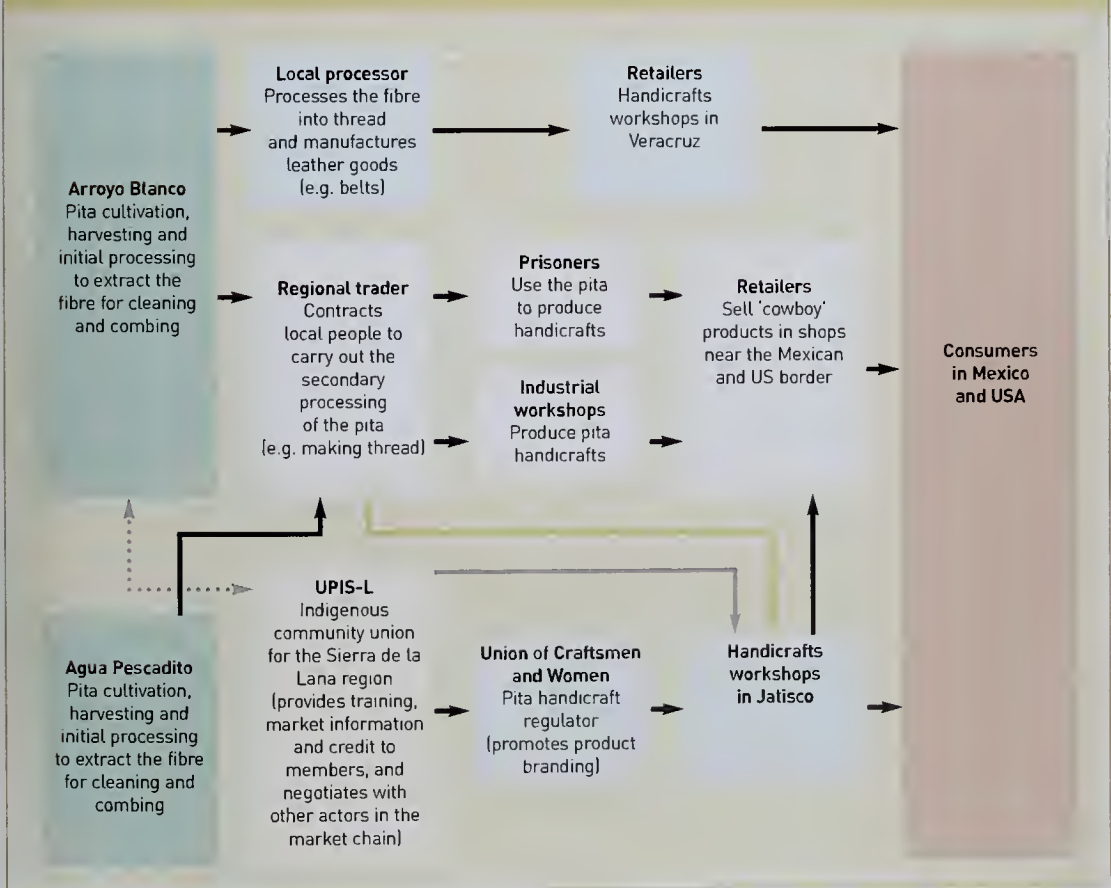 Arroyo Blanco
Pita cultivation,
harvesting and
initial processing
to extract the
fibre for cleaning
and combing
Local processor
Processes the fibre
into thread
and manufactures
leather goods
(e.g. belts)
Retailers
Handicrafts
workshops in
Veracruz
Regional trader
Contracts
local people to
carry out the
secondary
processing
of the pita
(e.g. making thread)
Prisoners
Use the pita
to produce
handicrafts
Industrial
workshops
Produce pita
handicrafts
Retailers
Sell 'cowboy'
products in shops
near the Mexican
and US border
Consumers
in Mexico
and USA
Agua Pescadito
Pita cultivation,
harvesting and
initial processing
to extract the fibre
for cleaning and
combing
UPIS-L
Indigenous
community union
for the Sierra de la
Lana region
(provides training,
market information
and credit to
members, and
negotiates with
other actors in the
market chain)
Union of Craftsmen
and Women
Pita handicraft
regulator
(promotes product
branding)
Handicrafts
workshops
in Jalisco